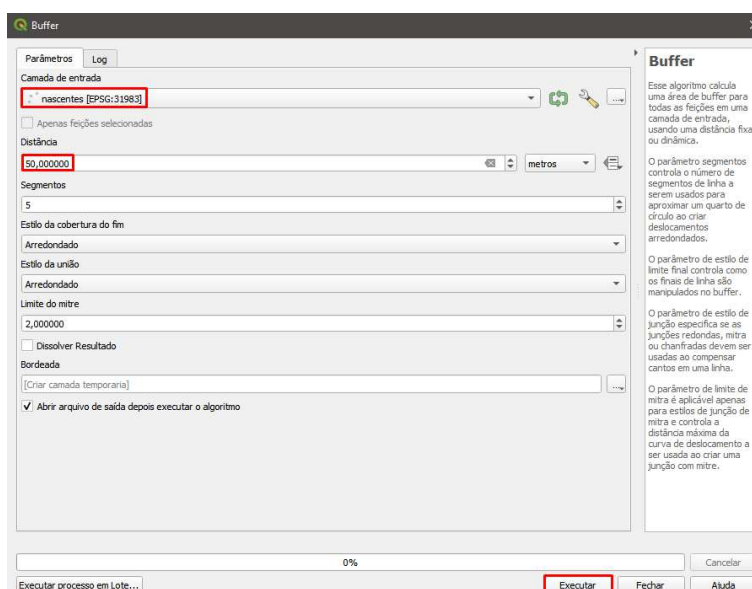 Buffer
Parâmetros Log
Camada de entrada
nascentes [EPSG:31983]
Apenas feições selecionadas
Distância
50,000000 metros
Segmentos
5
Estilo da cobertura do fim
Arredondado
Estilo da união
Arredondado
Limite do mitre
2,000000
Dissolver Resultado
Bordeada
[Criar camada temporaria]
Abrir arquivo de saída depois executar o algoritmo
Buffer
Esse algoritmo calcula
uma área de buffer para
todas as feições em uma
camada de entrada,
usando uma distância fixa
ou dinâmica.
O parâmetro segmentos
controla o número de
segmentos de linha a
serem usados para
aproximar um quarto de
círculo ao criar
deslocamentos
arredondados.
O parâmetro de estilo de
limite final controla como
os finais de linha são
manipulados no buffer.
O parâmetro de estilo de
junção especifica se as
junções redondas, mitra
ou chanfradas devem ser
usadas ao compensar
cantos em uma linha.
O parâmetro de limite de
mitra é aplicável apenas
para estilos de junção de
mitra e controla a
distância máxima da
curva de deslocamento a
ser usada ao criar uma
junção com mitre.
0% Cancelar
Executar processo em Lote... Executar Fechar Ajuda